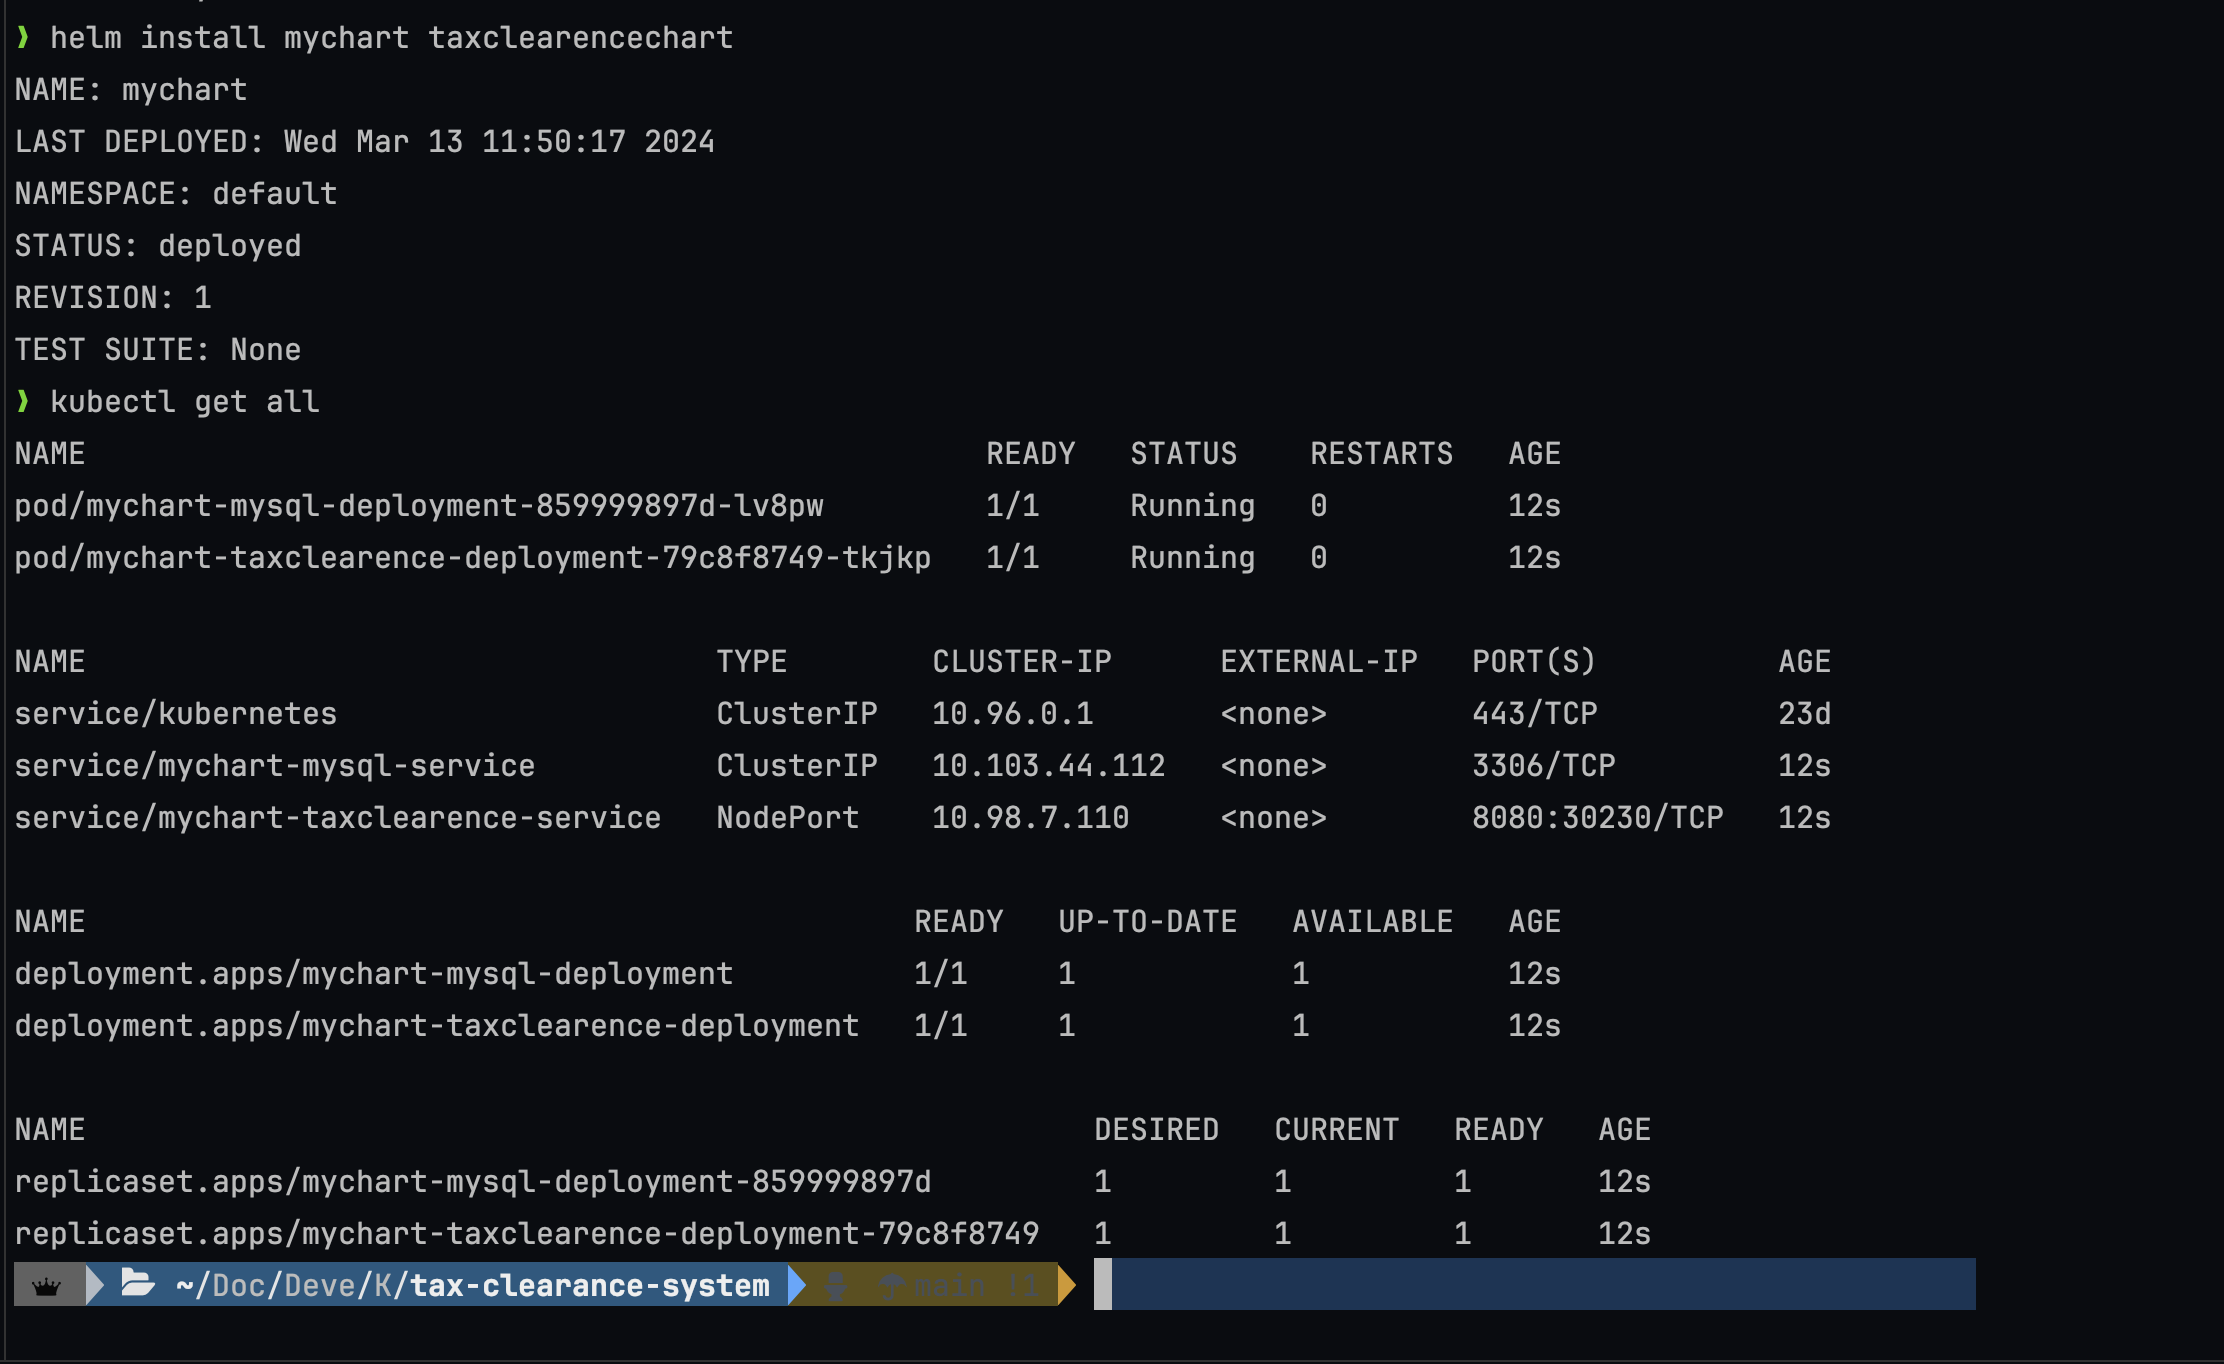 ❯ helm install mychart taxclearencechart
NAME: mychart
LAST DEPLOYED: Wed Mar 13 11:50:17 2024
NAMESPACE: default
STATUS: deployed
REVISION: 1
TEST SUITE: None
❯ kubectl get all
NAME READY STATUS RESTARTS AGE
pod/mychart-mysql-deployment-859999897d-lv8pw 1/1 Running 0 12s
pod/mychart-taxclearence-deployment-79c8f8749-tkjkp 1/1 Running 0 12s
NAME TYPE CLUSTER-IP EXTERNAL-IP PORT(S) AGE
service/kubernetes ClusterIP 10.96.0.1 <none> 443/TCP 23d
service/mychart-mysql-service ClusterIP 10.103.44.112 <none> 3306/TCP 12s
service/mychart-taxclearence-service NodePort 10.98.7.110 <none> 8080:30230/TCP 12s
NAME READY UP-TO-DATE AVAILABLE AGE
deployment.apps/mychart-mysql-deployment 1/1 1 1 12s
deployment.apps/mychart-taxclearence-deployment 1/1 1 1 12s
NAME DESIRED CURRENT READY AGE
replicaset.apps/mychart-mysql-deployment-859999897d 1 1 1 12s
replicaset.apps/mychart-taxclearence-deployment-79c8f8749 1 1 1 12s
~/Doc/Deve/K/tax-clearance-system main !1